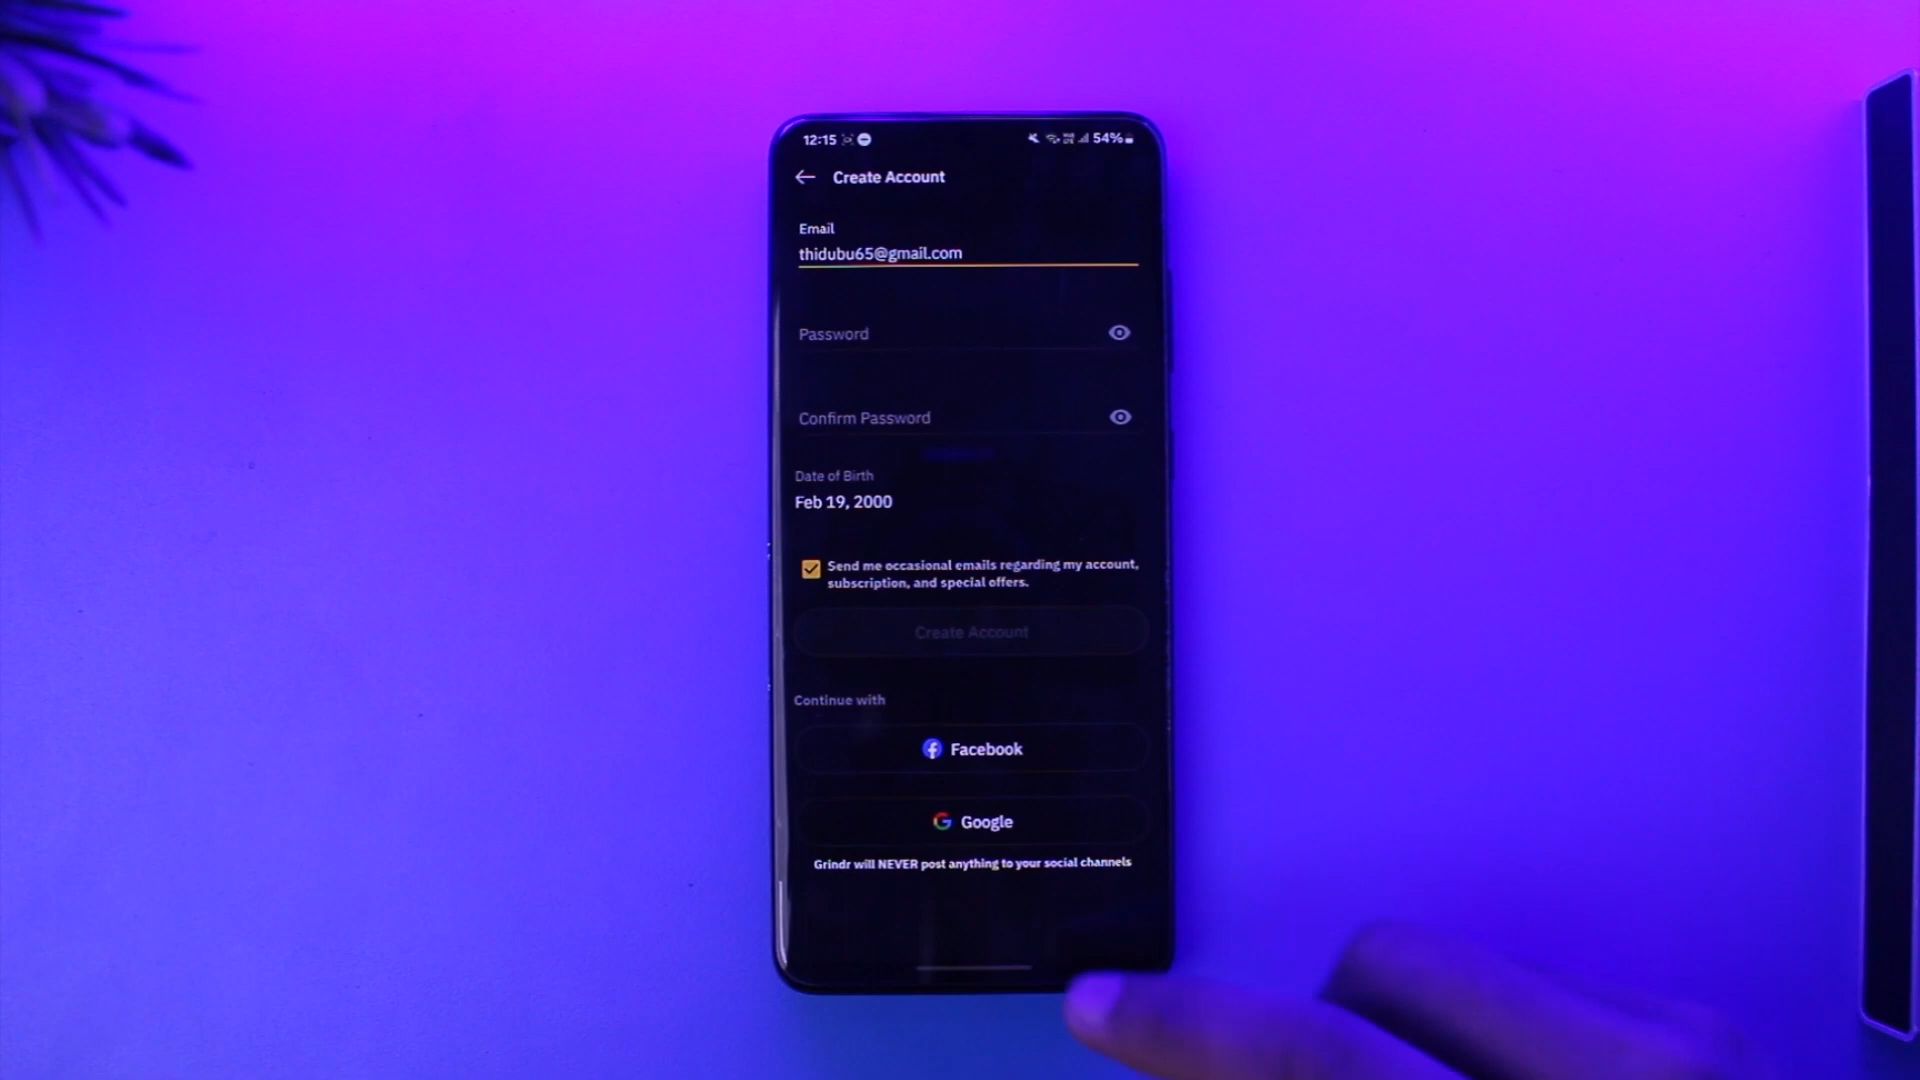 12:15
54%
Create Account
Email
thidubu65@gmail.com
Password
Confirm Password
Date of Birth
Feb 19, 2000
Send me occasional emails regarding my account,
subscription, and special offers.
Create Account
Continue with
Facebook
Google
Grindr will NEVER post anything to your social channels